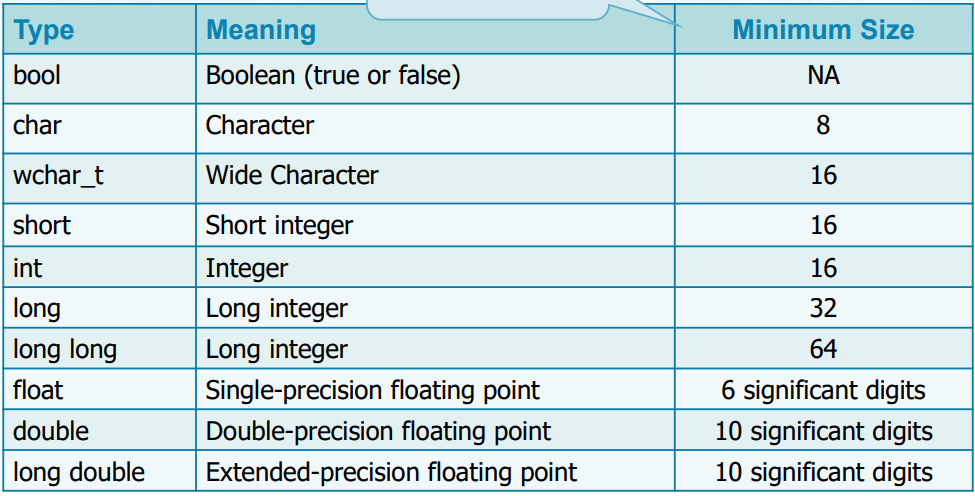 Type Meaning Minimum Size
bool Boolean (true or false) NA
char Character 8
wchar_t Wide Character 16
short Short integer 16
int Integer 16
long Long integer 32
long long Long integer 64
float Single-precision floating point 6 significant digits
double Double-precision floating point 10 significant digits
long double Extended-precision floating point 10 significant digits